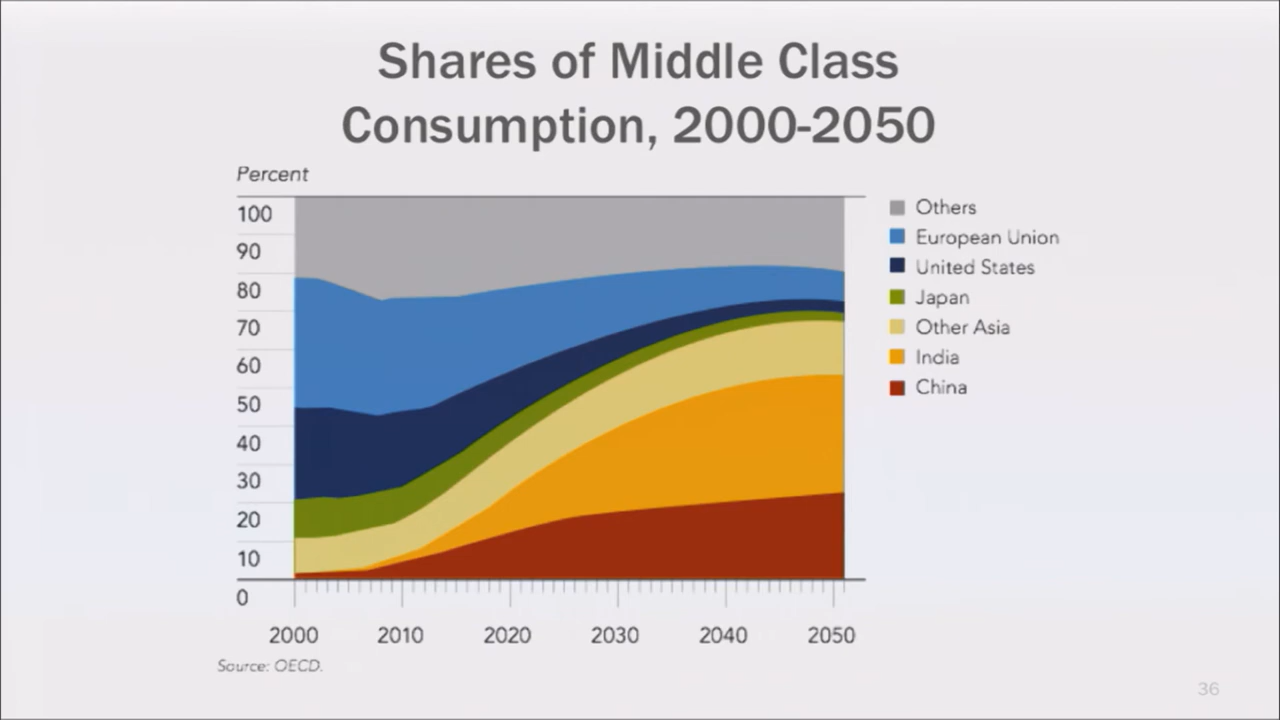 Shares of Middle Class
Consumption, 2000-2050
Percent
100
90
80
70
60
50
40
30
20
10
0
2000 2010 2020 2030 2040 2050
Others
European Union
United States
Japan
Other Asia
India
China
Source: OECD.
36